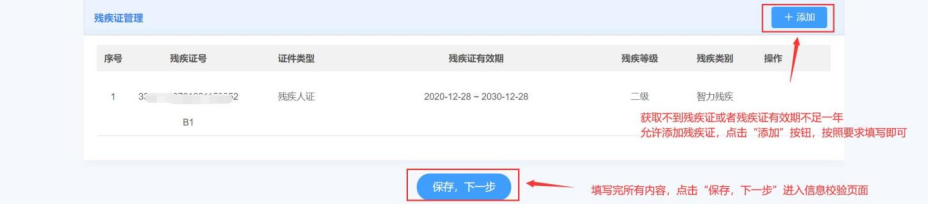 残疾证管理
＋ 添加
序号 残疾证号 证件类型 残疾证有效期 残疾等级 残疾类别 操作
1 残疾人证 2020-12-28 ~ 2030-12-28 二级 智力残疾
B1
获取不到残疾证或者残疾证有效期不足一年
允许添加残疾证，点击“添加”按钮，按照要求填写即可
保存，下一步
填写完所有内容，点击“保存，下一步”进入信息校验页面